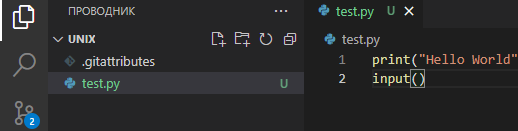 ПРОВОДНИК
UNIX
.gitattributes
test.py U
2
test.py U
test.py
1 print("Hello World"
2 input()